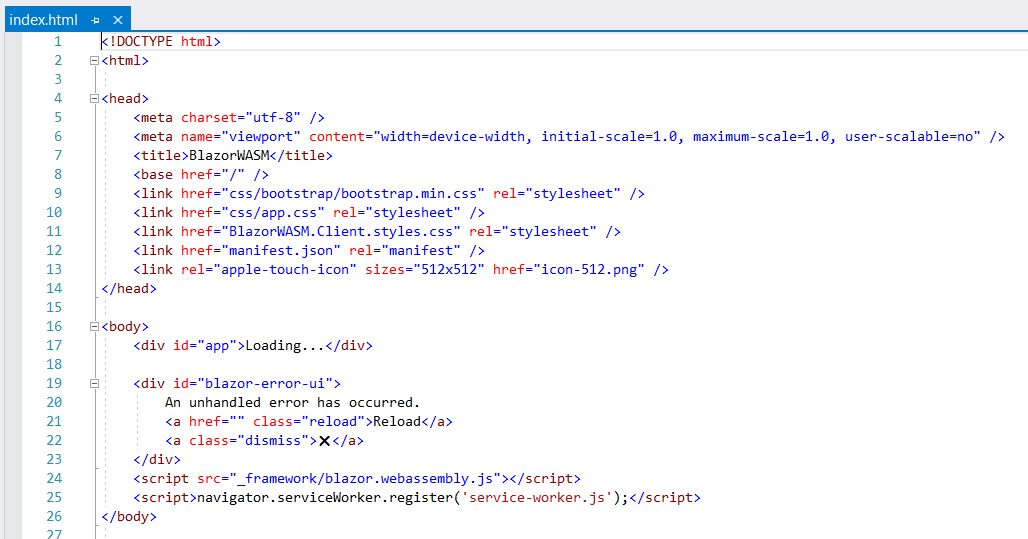 index.html
1 <!DOCTYPE html>
2 <html>
3
4 <head>
5     <meta charset="utf-8" />
6     <meta name="viewport" content="width=device-width, initial-scale=1.0, maximum-scale=1.0, user-scalable=no" />
7     <title>BlazorWASM</title>
8     <base href="/" />
9     <link href="css/bootstrap/bootstrap.min.css" rel="stylesheet" />
10     <link href="css/app.css" rel="stylesheet" />
11     <link href="BlazorWASM.Client.styles.css" rel="stylesheet" />
12     <link href="manifest.json" rel="manifest" />
13     <link rel="apple-touch-icon" sizes="512x512" href="icon-512.png" />
14 </head>
15
16 <body>
17     <div id="app">Loading...</div>
18
19     <div id="blazor-error-ui">
20         An unhandled error has occurred.
21         <a href="" class="reload">Reload</a>
22         <a class="dismiss">🗙</a>
23     </div>
24     <script src="_framework/blazor.webassembly.js"></script>
25     <script>navigator.serviceWorker.register('service-worker.js');</script>
26 </body>
27